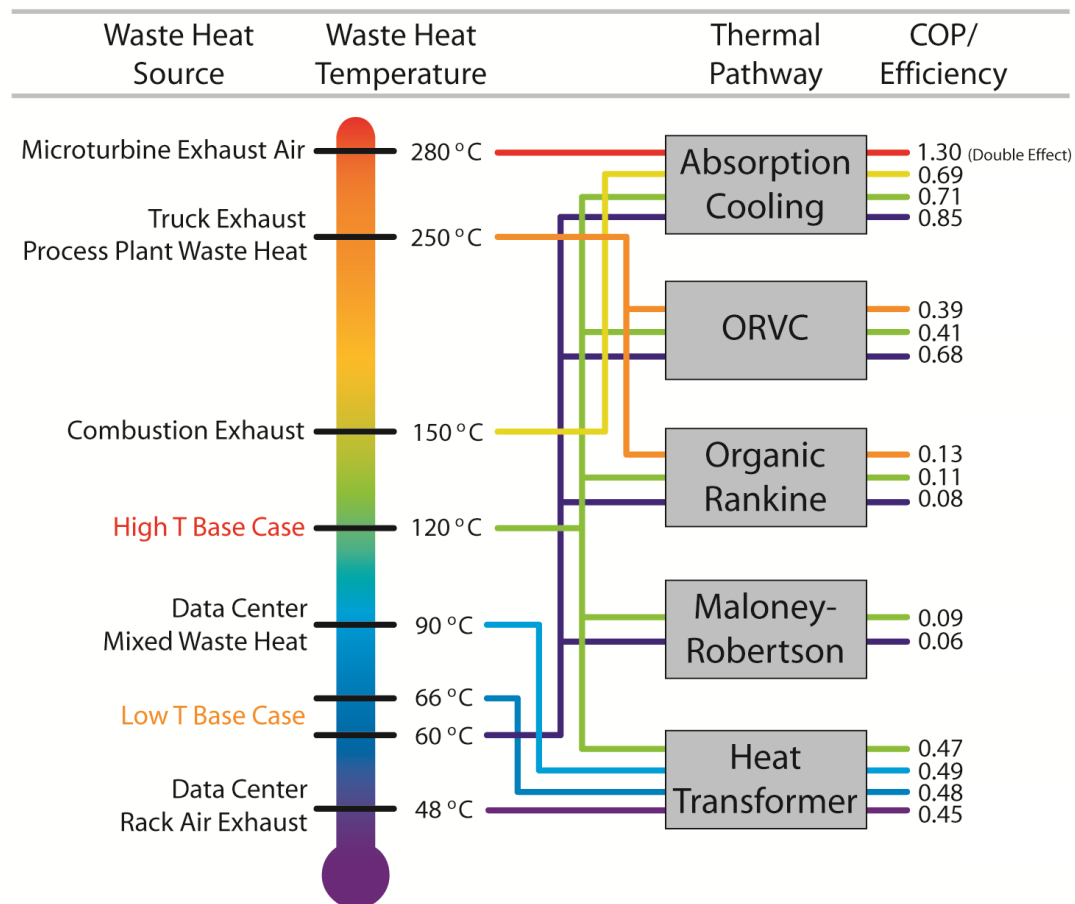 Waste Heat
Source
Waste Heat
Temperature
Thermal
Pathway
COP/
Efficiency
Microturbine Exhaust Air
280 °C
Truck Exhaust
Process Plant Waste Heat
250 °C
Combustion Exhaust
150 °C
High T Base Case
120 °C
Data Center
Mixed Waste Heat
90 °C
66 °C
Low T Base Case
60 °C
Data Center
Rack Air Exhaust
48 °C
Absorption
Cooling
1.30 (Double Effect)
0.69
0.71
0.85
ORVC
0.39
0.41
0.68
Organic
Rankine
0.13
0.11
0.08
Maloney-
Robertson
0.09
0.06
Heat
Transformer
0.47
0.49
0.48
0.45